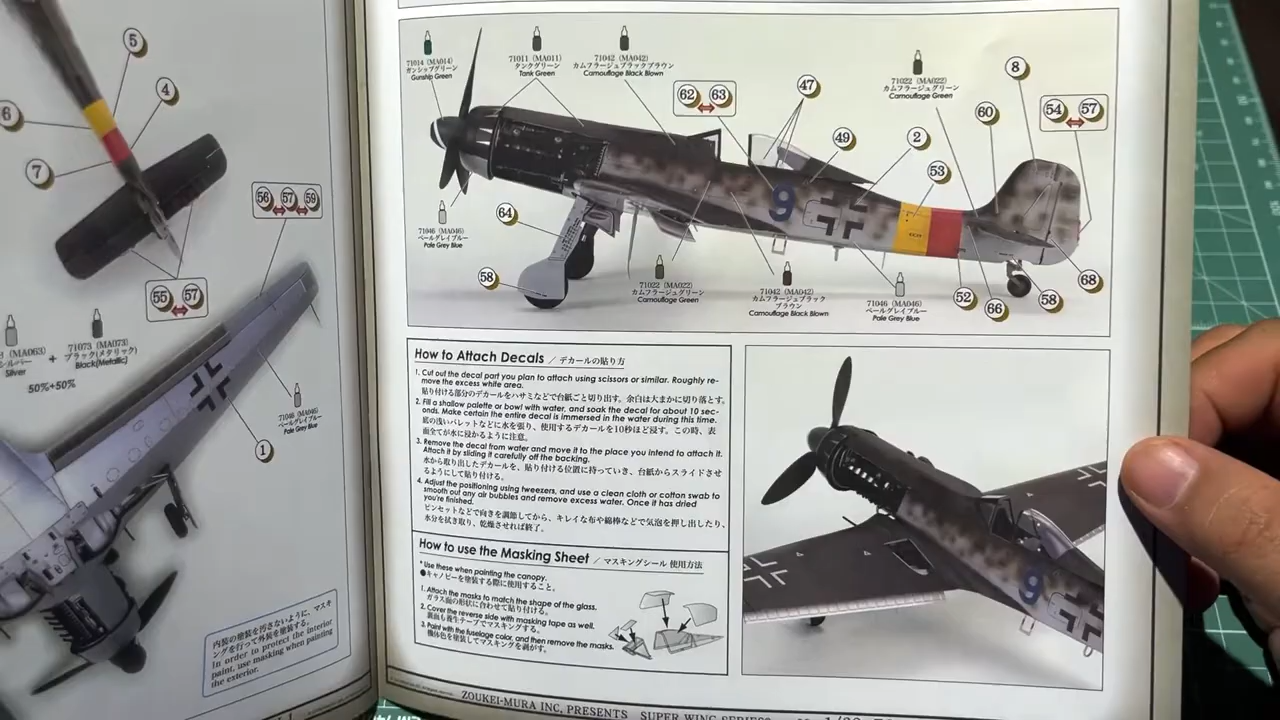 5
4
6
7
56 57 59
55 57
(MA063)
Silver
+
71073 (MA073)
ブラック(メタリック)
Black(Metallic)
50%+50%
Pale Grey Blue
1
内装の塗装を汚さないように、マスキ
ングを行って外装を塗装する。
In order to protect the interior
paint, use masking when painting
the exterior.
71014 (MA014)
ガンシップグリーン
Gunship Green
71011 (MA011)
タンクグリーン
Tank Green
71042 (MA042)
カムフラージュブラックブラウン
Camouflage Black Blown
62 63
47
71022 (MA022)
カムフラージュグリーン
Camouflage Green
8
54 57
60
49
2
53
64
58
9
71046 (MA046)
ペールグレイブルー
Pale Grey Blue
71022 (MA022)
カムフラージュグリーン
Camouflage Green
71042 (MA042)
カムフラージュブラック
ブラウン
Camouflage Black Blown
71046 (MA046)
ペールグレイブルー
Pale Grey Blue
52
66
58
68
How to Attach Decals / デカールの貼り方
1. Cut out the decal part you plan to attach using scissors or similar. Roughly re-
move the excess white area.
貼り付ける部分のデカールをハサミなどで台紙ごと切り出す。余白は大まかに切り落とす。
2. Fill a shallow palette or bowl with water, and soak the decal for about 10 sec-
onds. Make certain the entire decal is immersed in the water during this time.
底の浅いパレットなどに水を張り、使用するデカールを10秒ほど浸す。この時、表
面全てが水に浸かるように注意。
3. Remove the decal from water and move it to the place you intend to attach it.
Attach it by sliding it carefully off the backing.
水から取り出したデカールを、貼り付ける位置に持っていき、台紙からスライドさせ
るようにして貼り付ける。
4. Adjust the positioning using tweezers, and use a clean cloth or cotton swab to
smooth out any air bubbles and remove excess water. Once it has dried
you're finished.
ピンセットなどで向きを調節してから、キレイな布や綿棒などで気泡を押し出したり、
水分を拭き取り、乾燥させれば終了。
How to use the Masking Sheet / マスキングシール 使用方法
* Use these when painting the canopy.
●キャノピーを塗装する際に使用すること。
1. Attach the masks to match the shape of the glass.
ガラス面の形状に合わせて貼り付ける。
2. Cover the reverse side with masking tape as well.
裏面も養生テープでマスキングする。
3. Paint with the fuselage color, and then remove the masks.
機体色を塗装してマスキングを剥がす。
9
ZOUKEI-MURA INC. PRESENTS SUPER WING SERIES